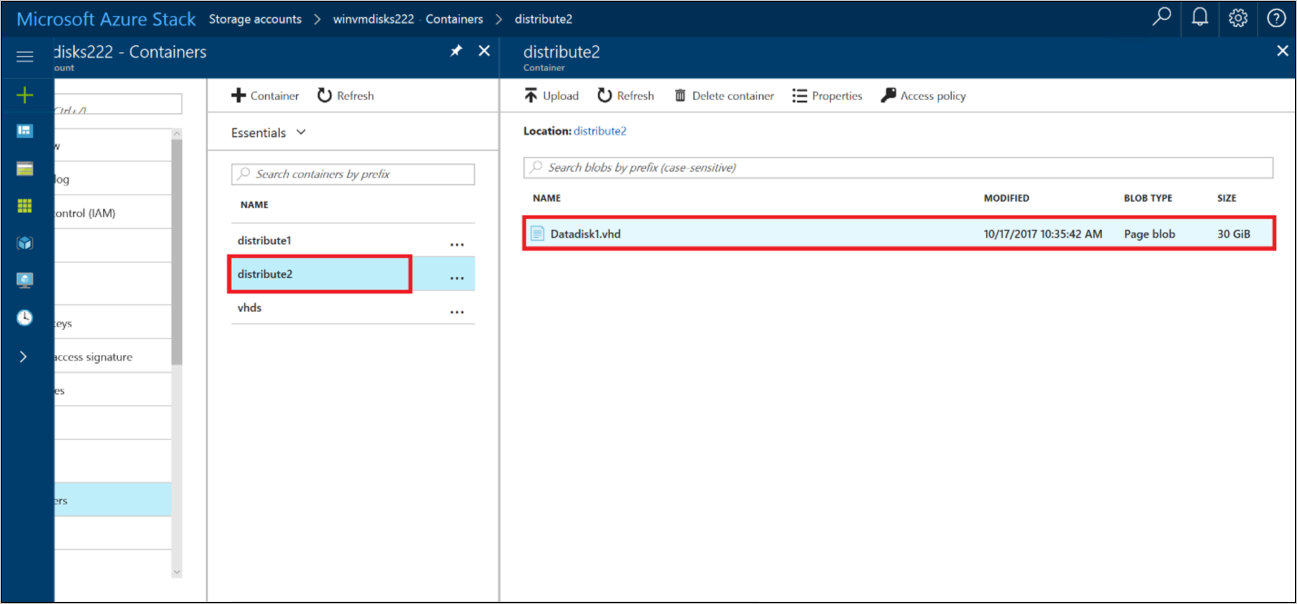 Microsoft Azure Stack Storage accounts > winvmdisks222 - Containers > distribute2
disks222 - Containers
ount
Ctrl+/)
w
log
ontrol (IAM)
keys
access signature
es
ers
Container Refresh
Essentials
Search containers by prefix
NAME
distribute1 ...
distribute2 ...
vhds ...
distribute2
Container
Upload Refresh Delete container Properties Access policy
Location: distribute2
Search blobs by prefix (case-sensitive)
NAME MODIFIED BLOB TYPE SIZE
Datadisk1.vhd 10/17/2017 10:35:42 AM Page blob 30 GiB